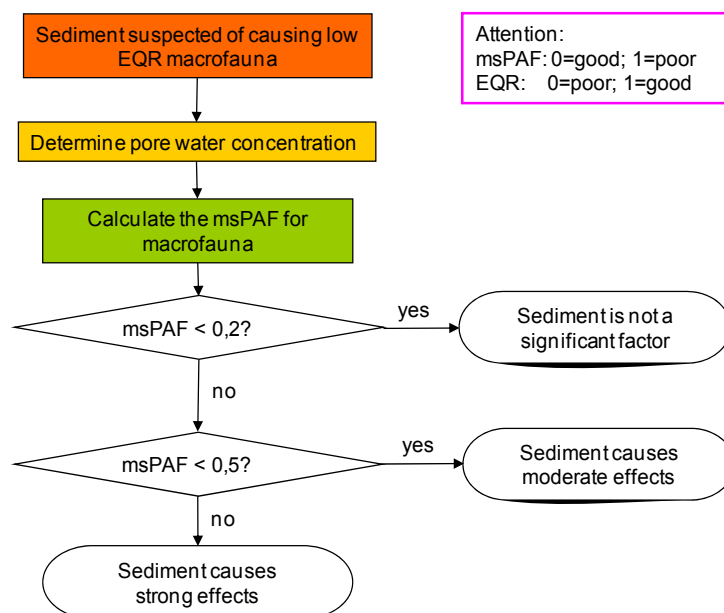 Sediment suspected of causing low
EQR macrofauna
Attention:
msPAF: 0=good; 1=poor
EQR: 0=poor; 1=good
Determine pore water concentration
Calculate the msPAF for
macrofauna
msPAF < 0,2?
yes
Sediment is not a
significant factor
no
msPAF < 0,5?
yes
Sediment causes
moderate effects
no
Sediment causes
strong effects